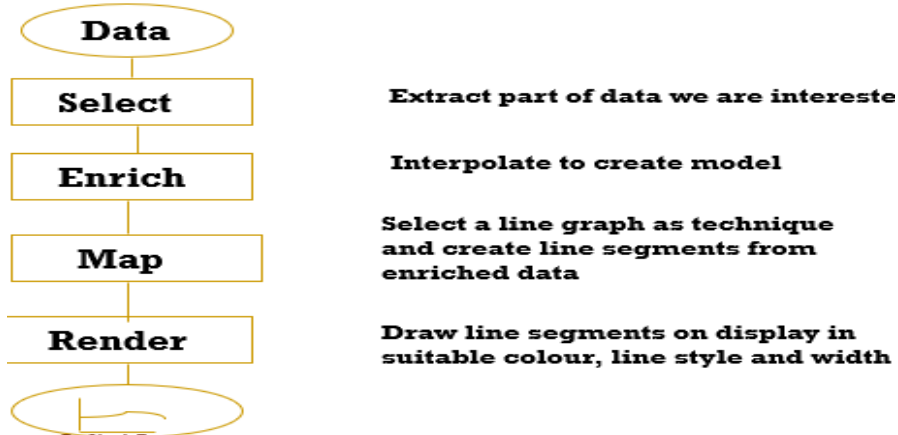 Data
Select
Extract part of data we are intereste
Enrich
Interpolate to create model
Map
Select a line graph as technique
and create line segments from
enriched data
Render
Draw line segments on display in
suitable colour, line style and width